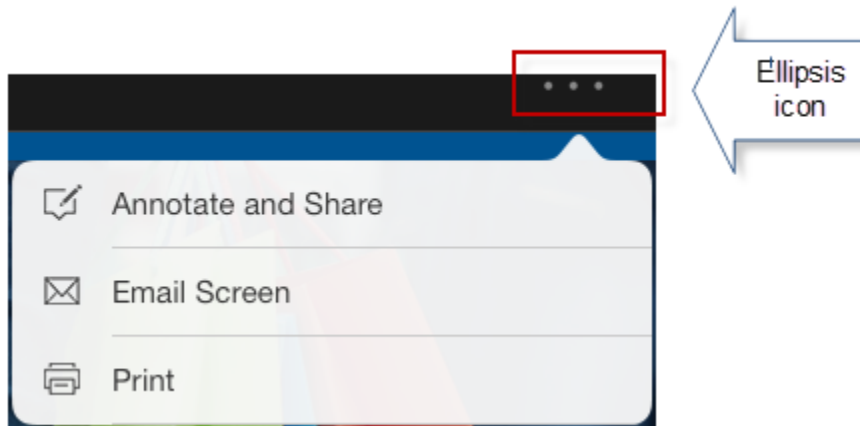 Ellipsis
icon
Annotate and Share
Email Screen
Print